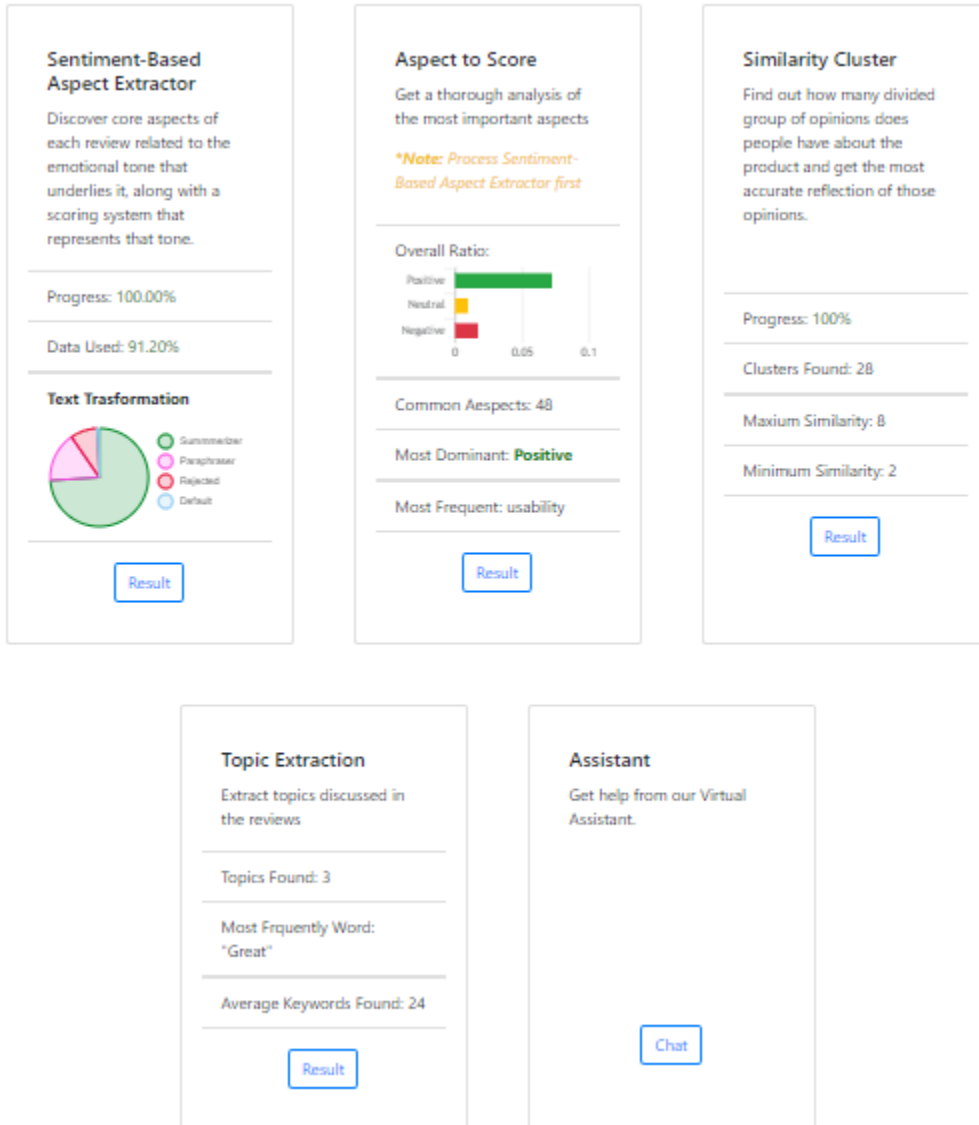 Sentiment-Based
Aspect Extractor
Discover core aspects of
each review related to the
emotional tone that
underlies it, along with a
scoring system that
represents that tone.
Progress: 100.00%
Data Used: 91.20%
Text Trasformation
Summmerizer
Paraphraser
Rejected
Default
Result
Aspect to Score
Get a thorough analysis of
the most important aspects
*Note: Process Sentiment-
Based Aspect Extractor first
Overall Ratio:
Positive
Neutral
Negative
0 0.05 0.1
Common Aespects: 48
Most Dominant: Positive
Most Frequent: usability
Result
Similarity Cluster
Find out how many divided
group of opinions does
people have about the
product and get the most
accurate reflection of those
opinions.
Progress: 100%
Clusters Found: 28
Maxium Similarity: 8
Minimum Similarity: 2
Result
Topic Extraction
Extract topics discussed in
the reviews
Topics Found: 3
Most Frquently Word:
"Great"
Average Keywords Found: 24
Result
Assistant
Get help from our Virtual
Assistant.
Chat